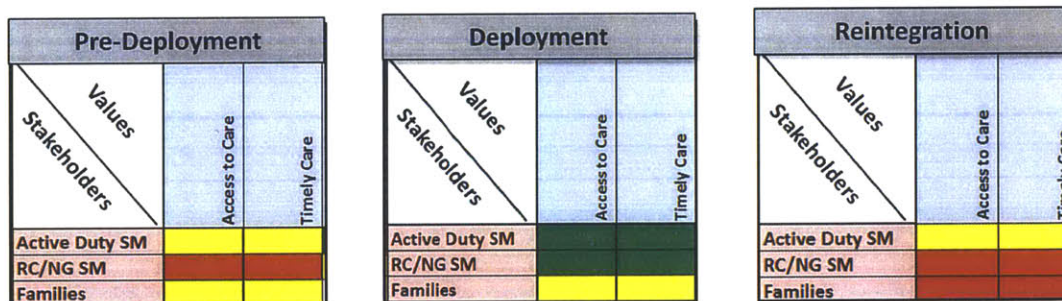 Pre-Deployment
Values
Stakeholders
Access to Care
Timely Care
Active Duty SM
RC/NG SM
Families
Deployment
Values
Stakeholders
Access to Care
Timely Care
Active Duty SM
RC/NG SM
Families
Reintegration
Values
Stakeholders
Access to Care
Timely Care
Active Duty SM
RC/NG SM
Families